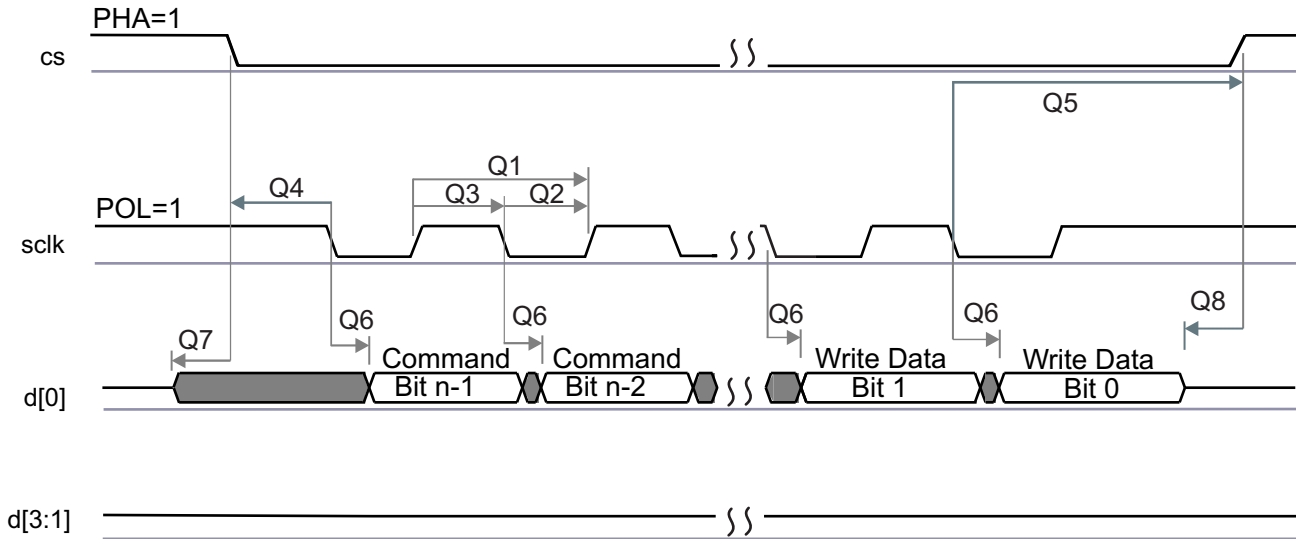 PHA=1
cs
Q5
Q1
Q4
Q3
Q2
POL=1
sclk
Q8
Q6
Q6
Q6
Q6
Q7
Command
Command
Write Data
Write Data
d[0]
Bit n-1
Bit n-2
Bit 1
Bit 0
d[3:1]